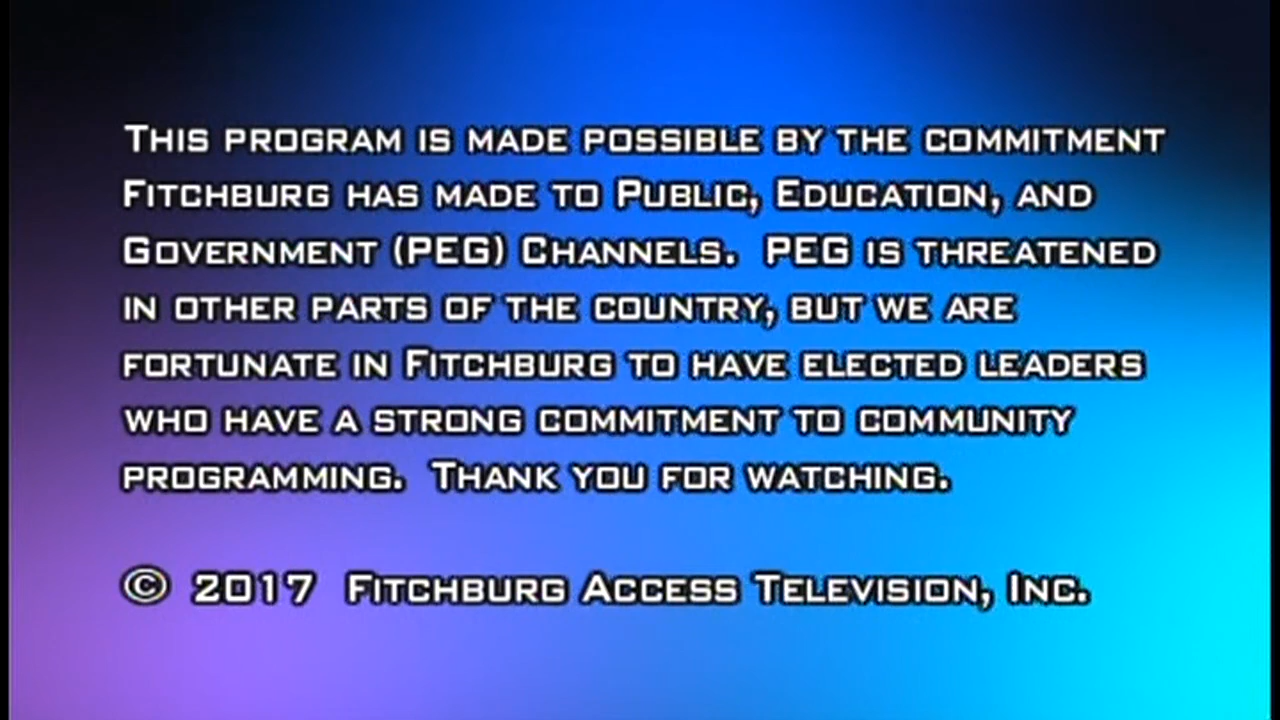 This program is made possible by the commitment
Fitchburg has made to Public, Education, and
Government (PEG) Channels.  PEG is threatened
in other parts of the country, but we are
fortunate in Fitchburg to have elected leaders
who have a strong commitment to community
programming.  Thank you for watching.
© 2017  Fitchburg Access Television, Inc.